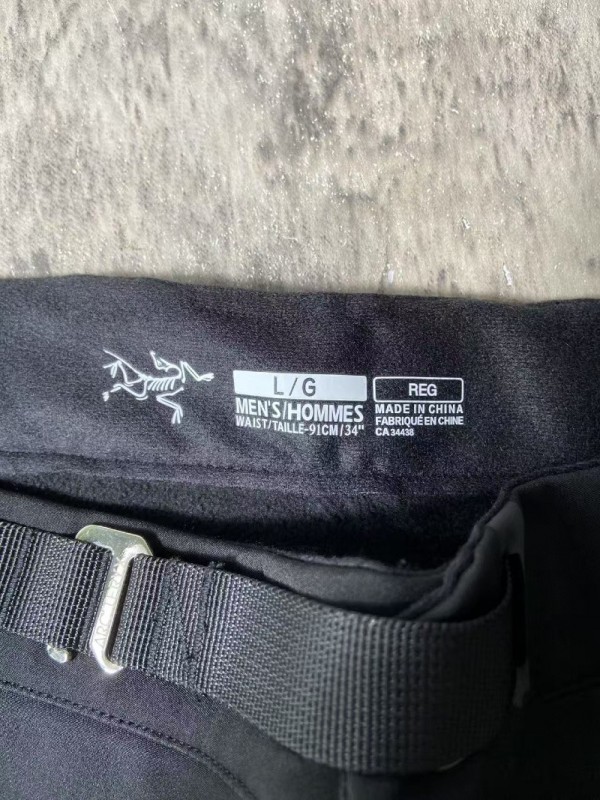 L/G
MEN'S/HOMMES
WAIST/TAILLE-91CM/34"
REG
MADE IN CHINA
FABRIQUÉ EN CHINE
CA 34438